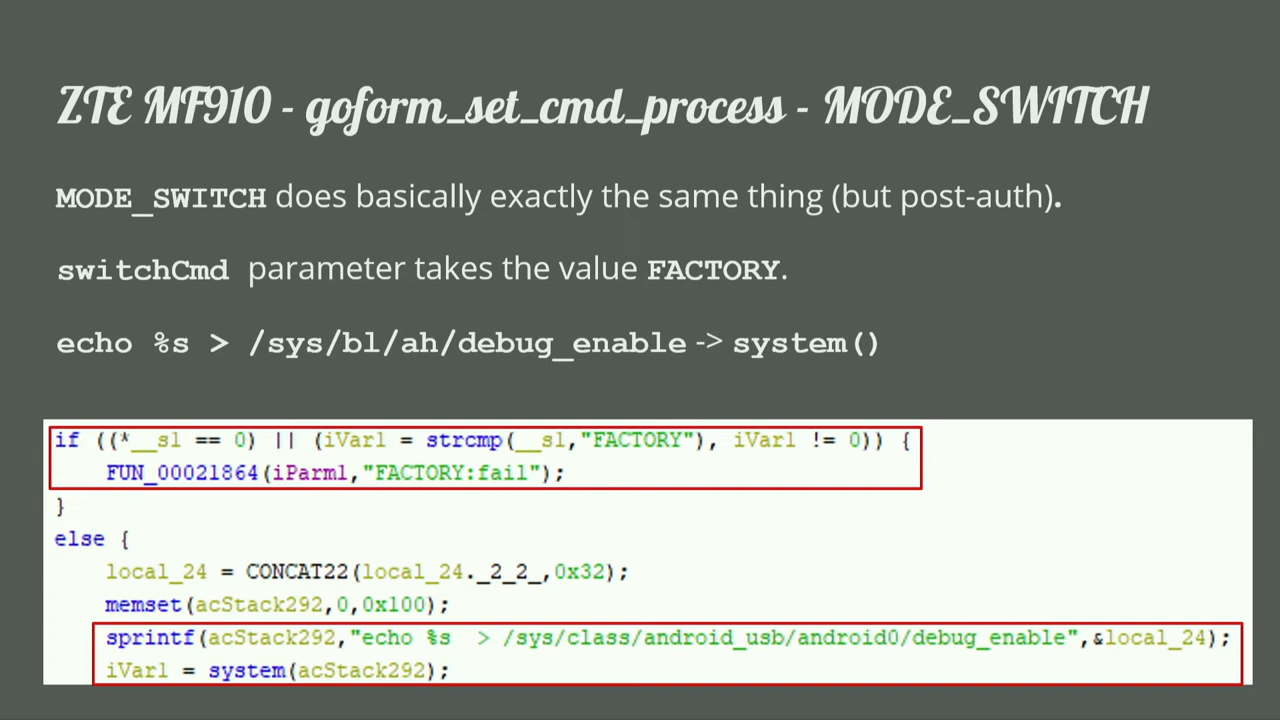 ZTE MF910 - goform_set_cmd_process - MODE_SWITCH
MODE_SWITCH does basically exactly the same thing (but post-auth).
switchCmd parameter takes the value FACTORY.
echo %s > /sys/bl/ah/debug_enable -> system()
if ((*__s1 == 0) || (iVar1 = strcmp(__s1,"FACTORY"), iVar1 != 0)) {
FUN_00021864(iParm1,"FACTORY:fail");
}
else {
local_24 = CONCAT22(local_24._2_2_,0x32);
memset(acStack292,0,0x100);
sprintf(acStack292,"echo %s  > /sys/class/android_usb/android0/debug_enable",&local_24);
iVar1 = system(acStack292);